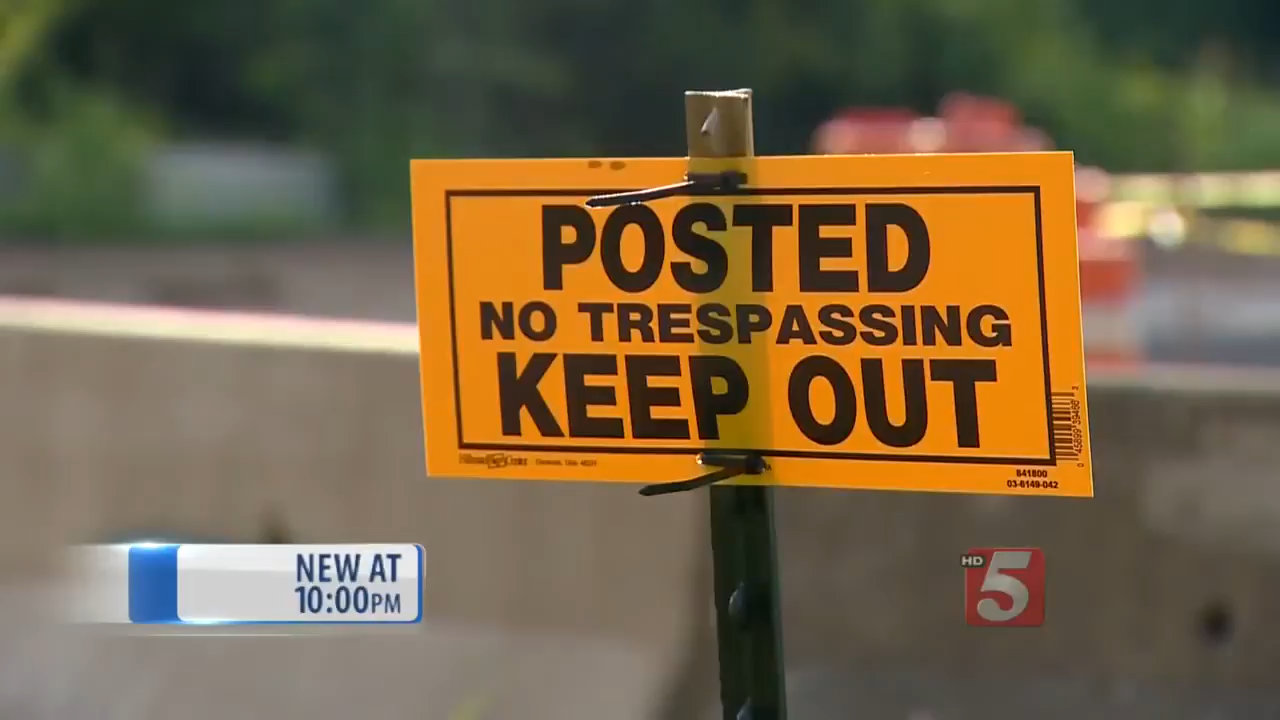 POSTED
NO TRESPASSING
KEEP OUT
841800
03-6149-042
NEW AT
10:00PM
HD
5